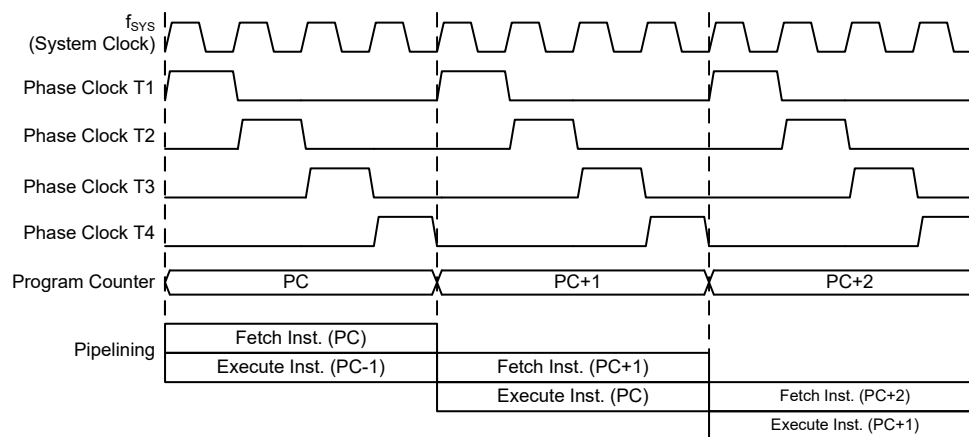 fSYS
(System Clock)
Phase Clock T1
Phase Clock T2
Phase Clock T3
Phase Clock T4
Program Counter PC PC+1 PC+2
Pipelining
Fetch Inst. (PC)
Execute Inst. (PC-1) Fetch Inst. (PC+1)
Execute Inst. (PC) Fetch Inst. (PC+2)
Execute Inst. (PC+1)